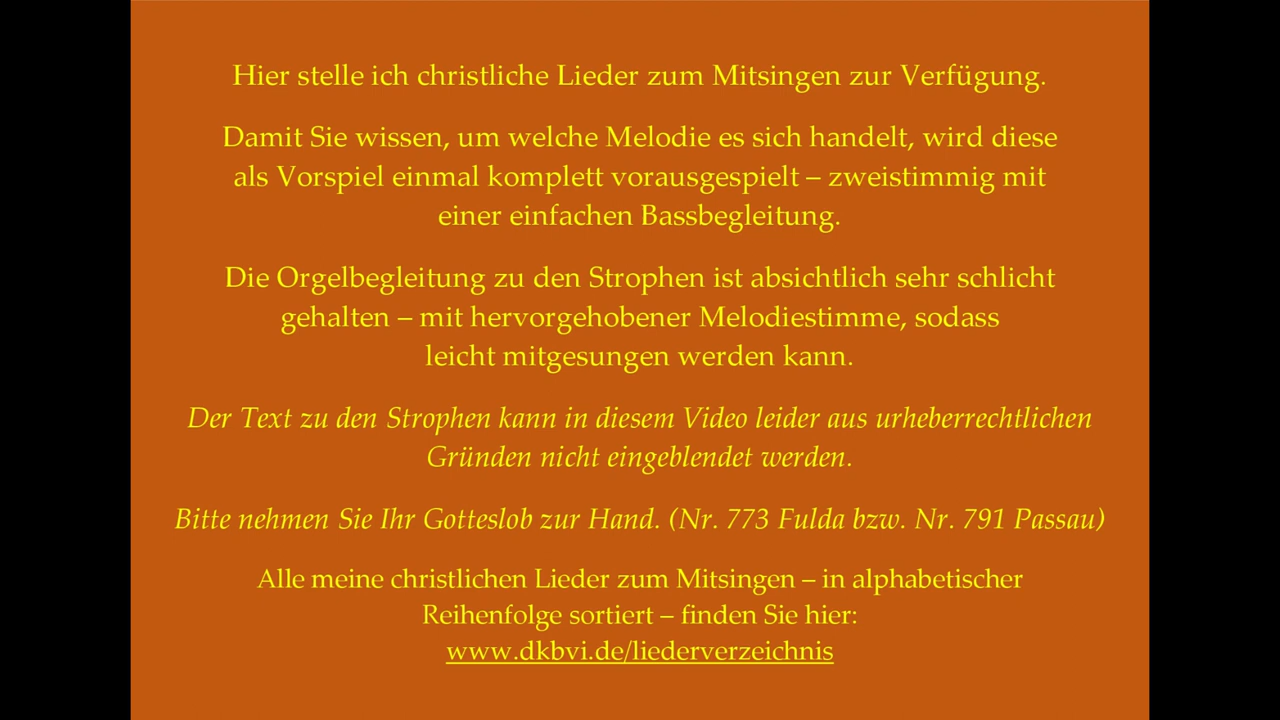 Hier stelle ich christliche Lieder zum Mitsingen zur Verfügung.
Damit Sie wissen, um welche Melodie es sich handelt, wird diese
als Vorspiel einmal komplett vorausgespielt – zweistimmig mit
einer einfachen Bassbegleitung.
Die Orgelbegleitung zu den Strophen ist absichtlich sehr schlicht
gehalten – mit hervorgehobener Melodiestimme, sodass
leicht mitgesungen werden kann.
Der Text zu den Strophen kann in diesem Video leider aus urheberrechtlichen
Gründen nicht eingeblendet werden.
Bitte nehmen Sie Ihr Gotteslob zur Hand. (Nr. 773 Fulda bzw. Nr. 791 Passau)
Alle meine christlichen Lieder zum Mitsingen – in alphabetischer
Reihenfolge sortiert – finden Sie hier:
www.dkbvi.de/liederverzeichnis